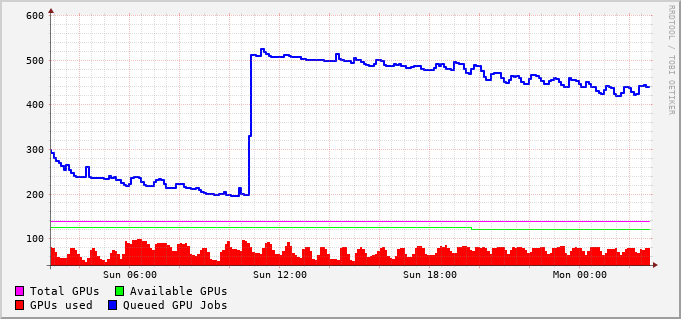 600
500
400
300
200
100
Sun 06:00 Sun 12:00 Sun 18:00 Mon 00:00
Total GPUs Available GPUs
GPUs used Queued GPU Jobs
RRDTOOL / TOBI OETIKER